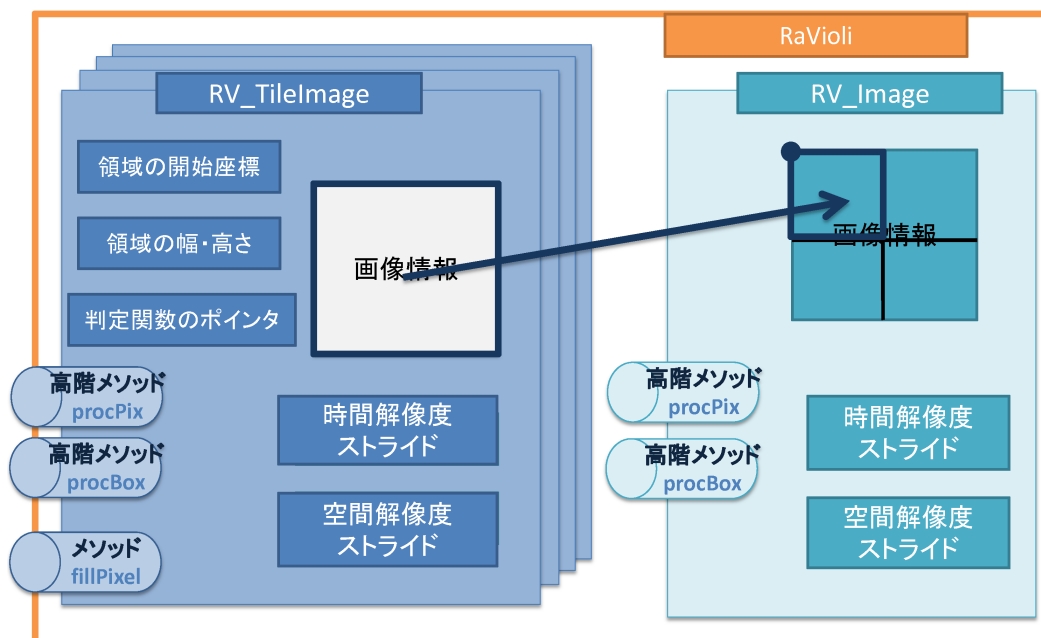 RaVioli
RV_TileImage
領域の開始座標
領域の幅・高さ
判定関数のポインタ
画像情報
高階メソッド
procPix
高階メソッド
procBox
メソッド
fillPixel
時間解像度
ストライド
空間解像度
ストライド
RV_Image
画像情報
高階メソッド
procPix
高階メソッド
procBox
時間解像度
ストライド
空間解像度
ストライド